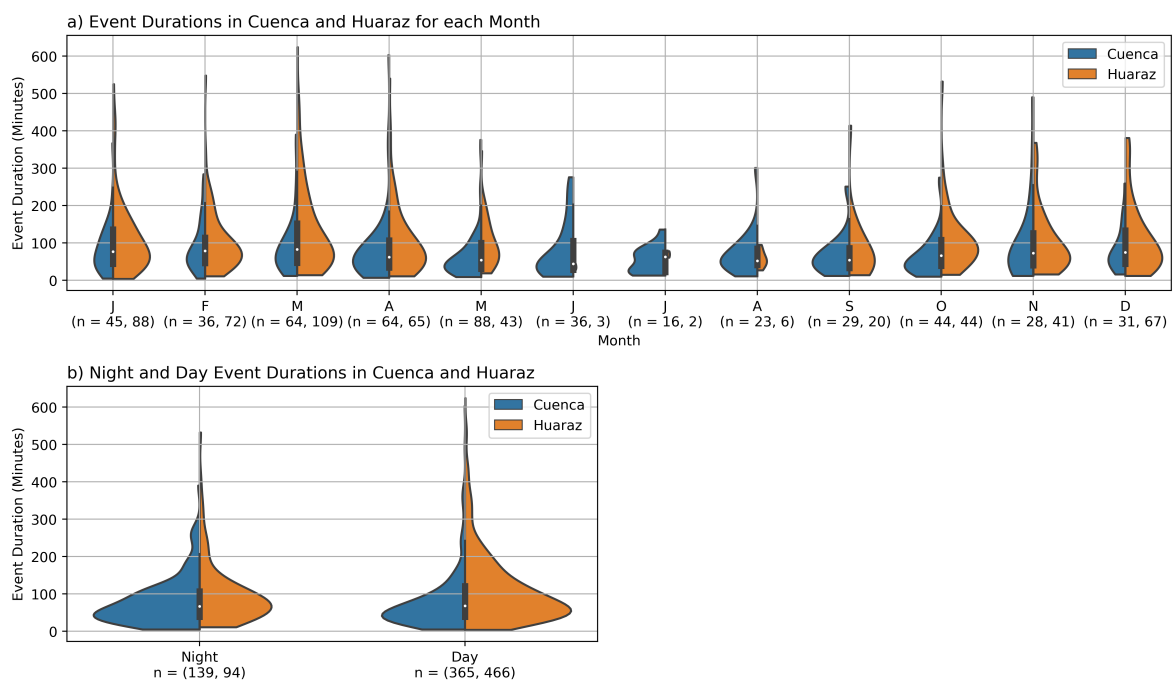 a) Event Durations in Cuenca and Huaraz for each Month
Event Duration (Minutes)
600
500
400
300
200
100
0
Cuenca
Huaraz
J F M A M J J A S O N D
(n = 45, 88) (n = 36, 72) (n = 64, 109) (n = 64, 65) (n = 88, 43) (n = 36, 3) (n = 16, 2) (n = 23, 6) (n = 29, 20) (n = 44, 44) (n = 28, 41) (n = 31, 67)
Month
b) Night and Day Event Durations in Cuenca and Huaraz
Event Duration (Minutes)
600
500
400
300
200
100
0
Cuenca
Huaraz
Night Day
n = (139, 94) n = (365, 466)